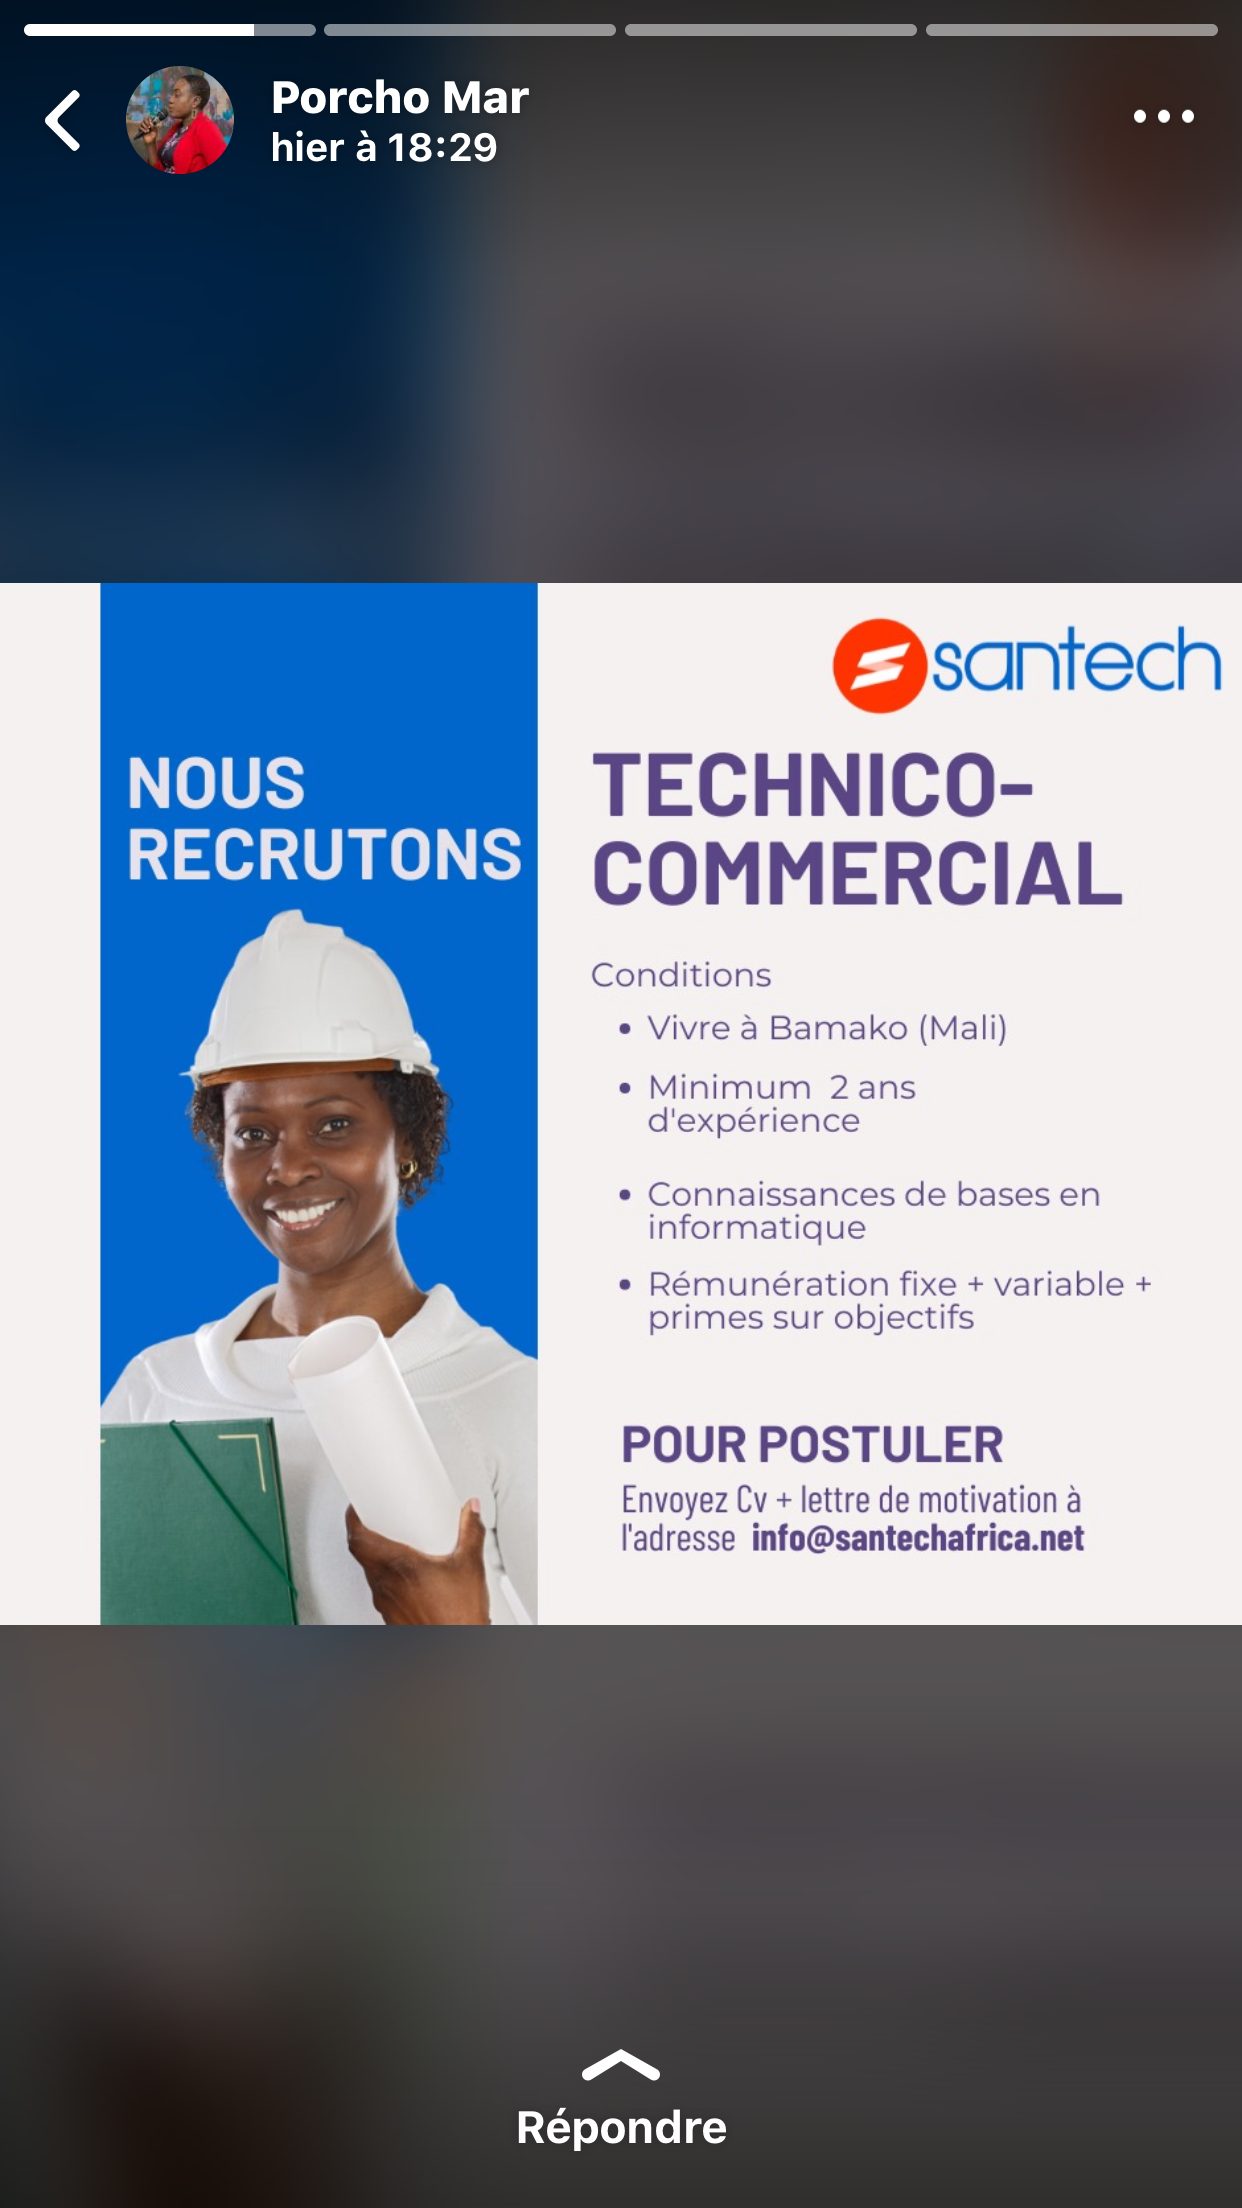 Porcho Mar
hier à 18:29
santech
NOUS
RECRUTONS
TECHNICO-
COMMERCIAL
Conditions
• Vivre à Bamako (Mali)
• Minimum  2 ans
d'expérience
• Connaissances de bases en
informatique
• Rémunération fixe + variable +
primes sur objectifs
POUR POSTULER
Envoyez Cv + lettre de motivation à
l'adresse  info@santechafrica.net
Répondre